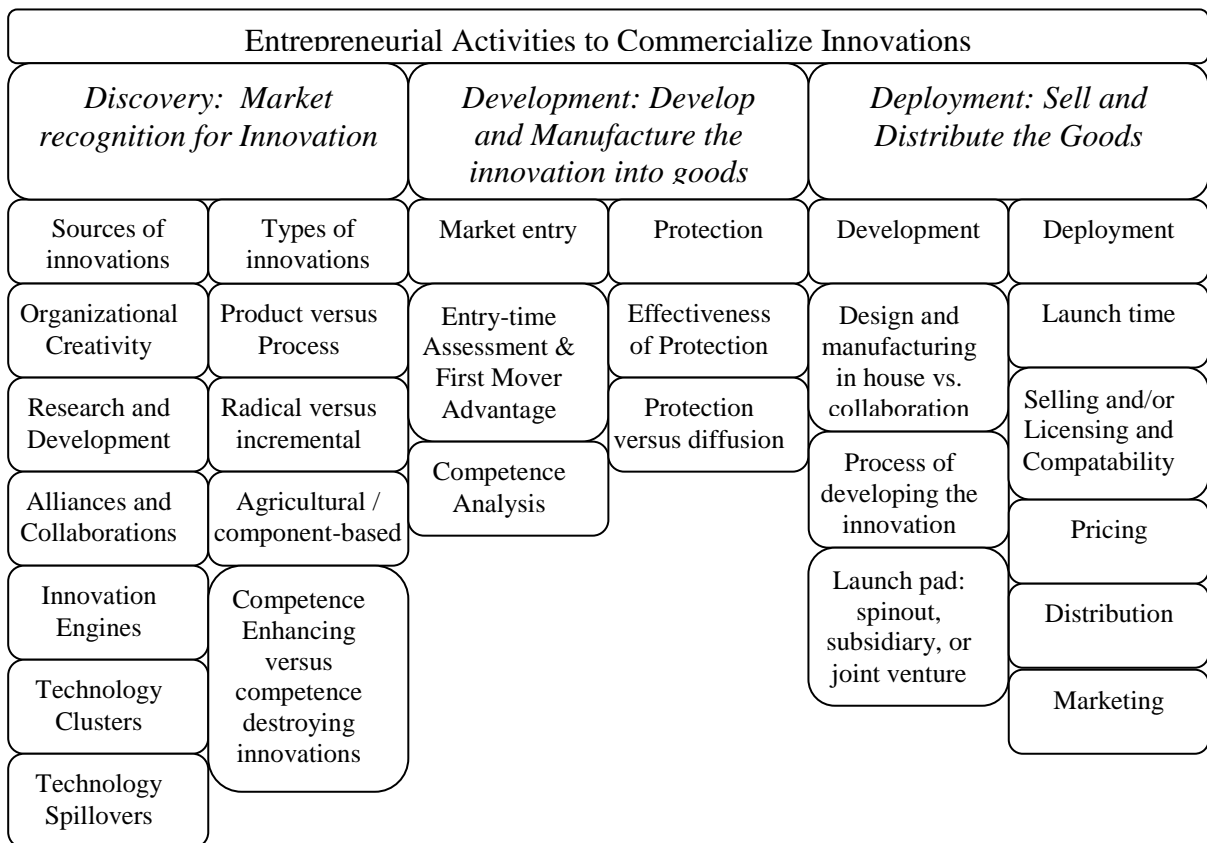 Entrepreneurial Activities to Commercialize Innovations
Discovery: Market
recognition for Innovation
Development: Develop
and Manufacture the
innovation into goods
Deployment: Sell and
Distribute the Goods
Sources of
innovations
Types of
innovations
Market entry
Protection
Development
Deployment
Organizational
Creativity
Research and
Development
Alliances and
Collaborations
Innovation
Engines
Technology
Clusters
Technology
Spillovers
Product versus
Process
Radical versus
incremental
Agricultural /
component-based
Competence
Enhancing
versus
competence
destroying
innovations
Entry-time
Assessment &
First Mover
Advantage
Competence
Analysis
Effectiveness
of Protection
Protection
versus diffusion
Design and
manufacturing
in house vs.
collaboration
Process of
developing the
innovation
Launch pad:
spinout,
subsidiary, or
joint venture
Launch time
Selling and/or
Licensing and
Compatability
Pricing
Distribution
Marketing